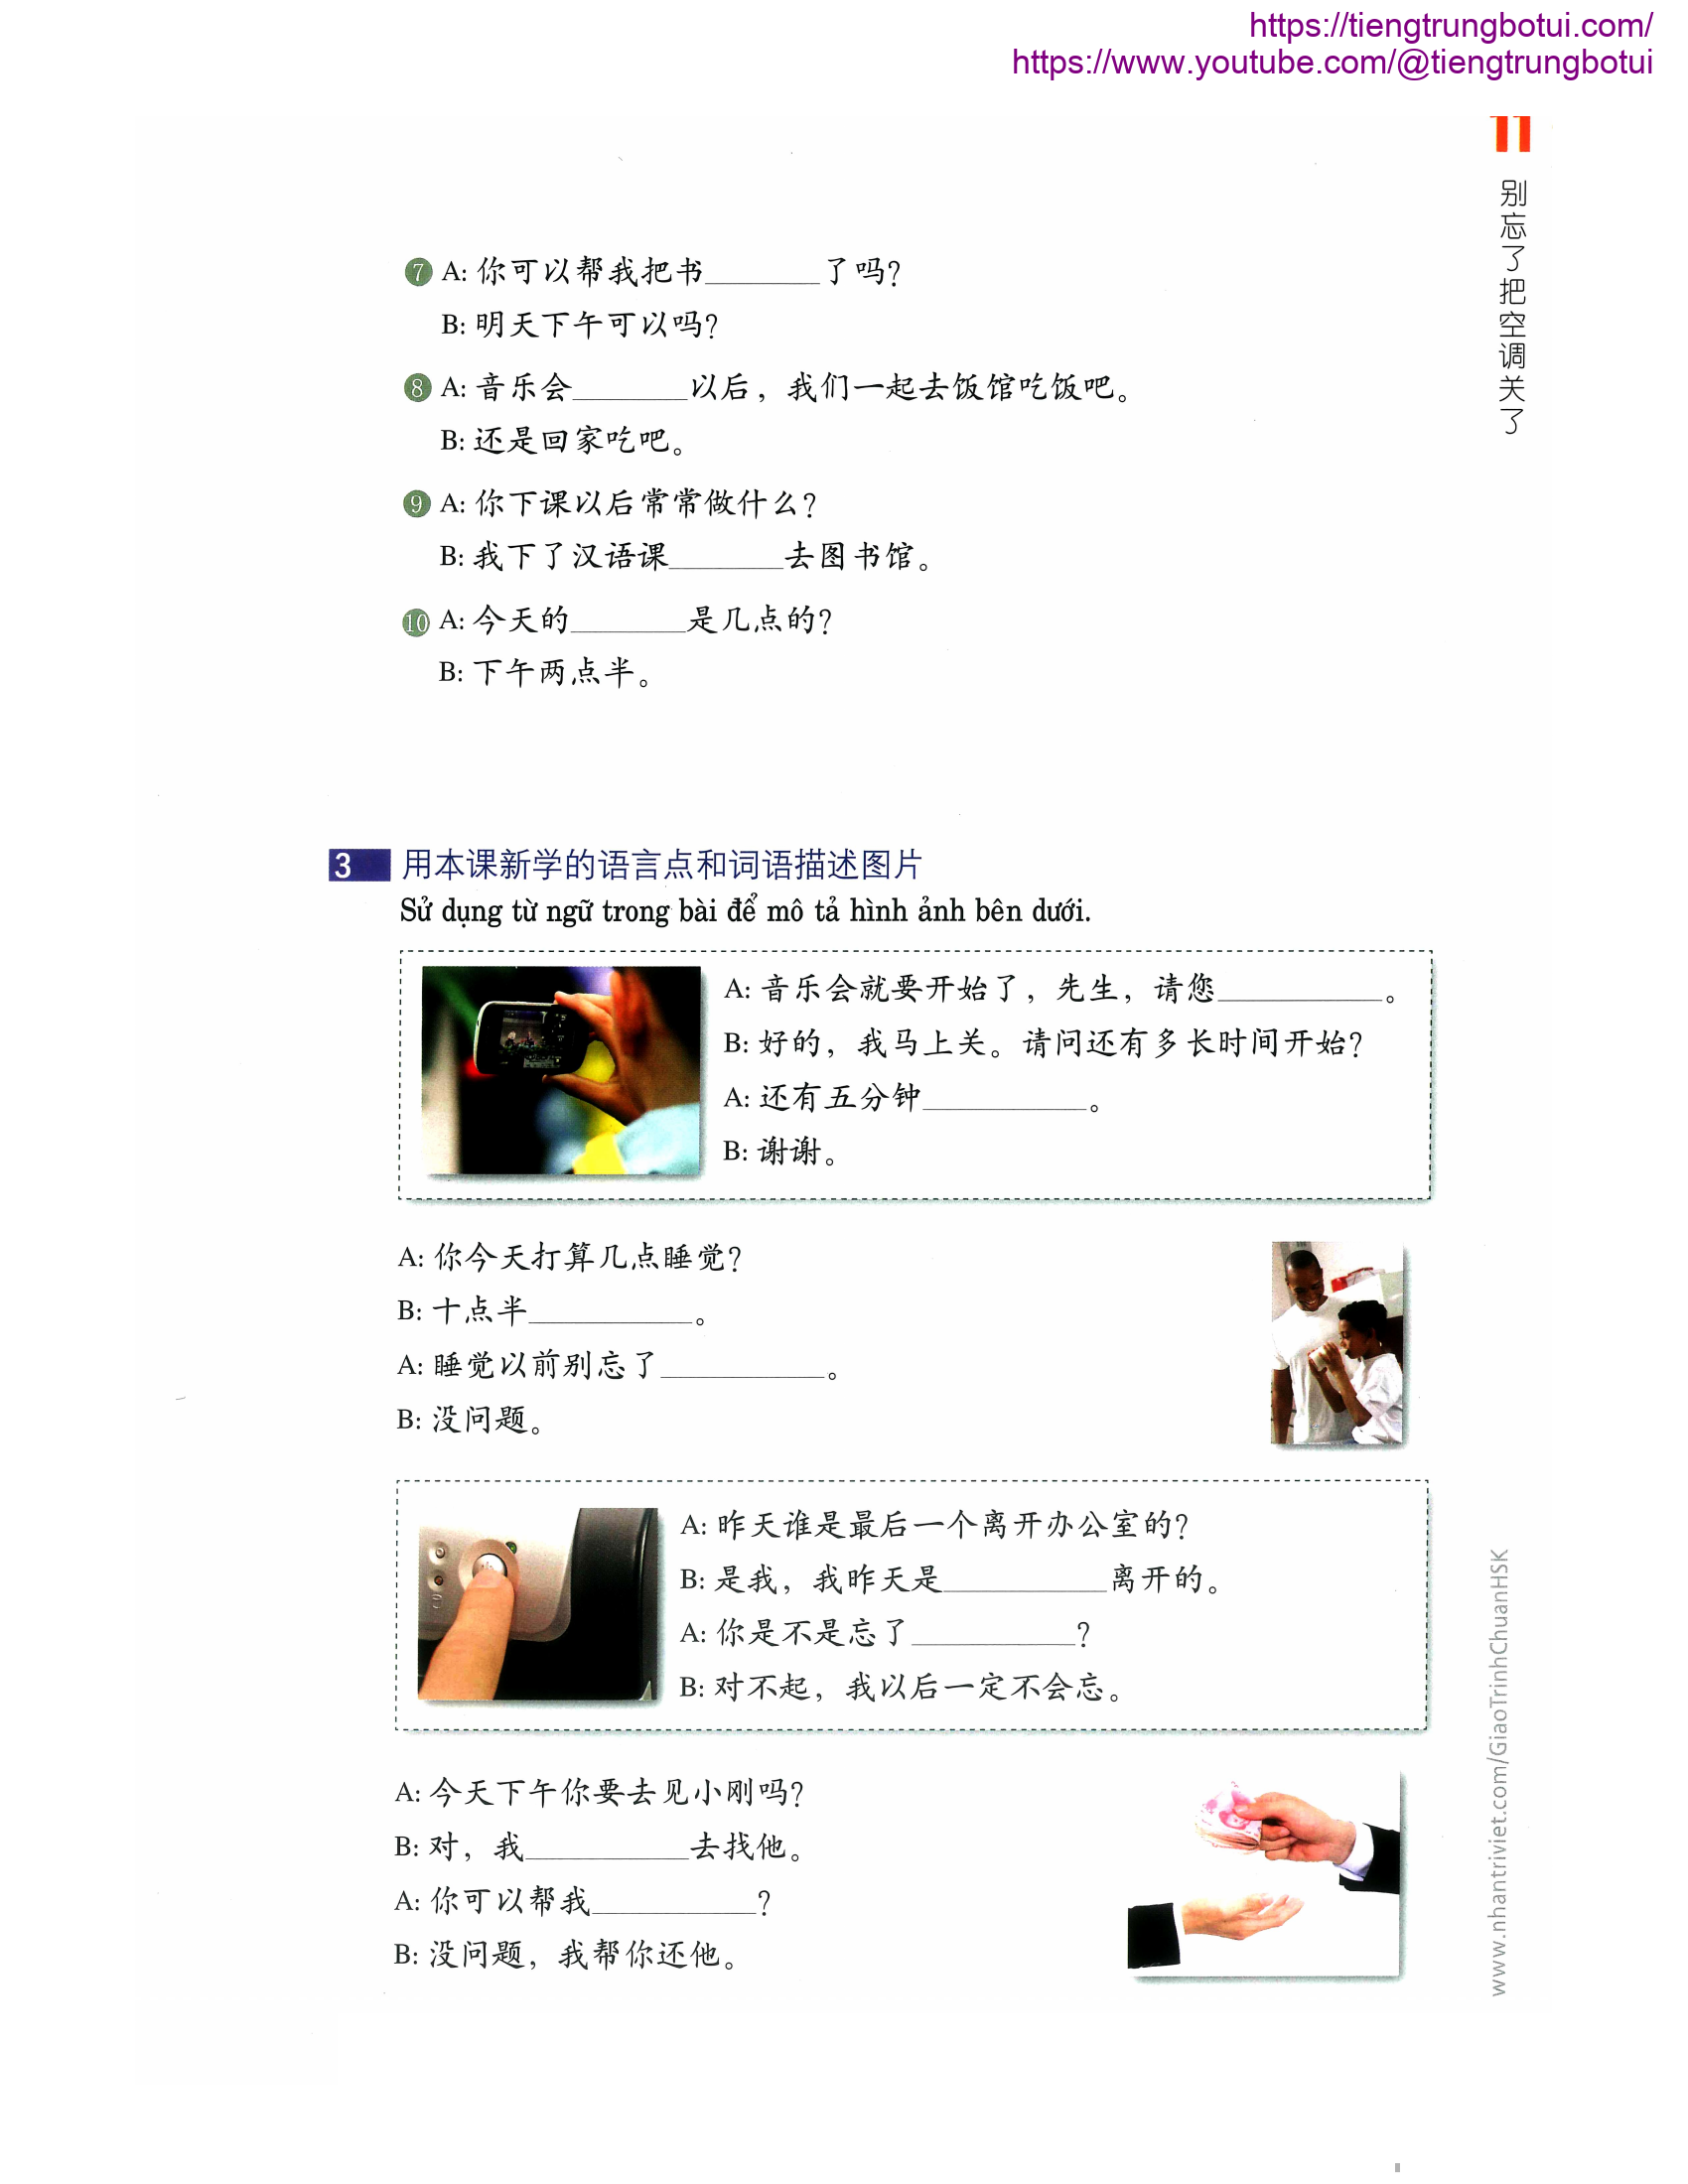 https://tiengtrungbotui.com/
https://www.youtube.com/@tiengtrungbotui
11
别忘了把空调关了
7 A: 你可以帮我把书________了吗?
B: 明天下午可以吗?
8 A: 音乐会________以后，我们一起去饭馆吃饭吧。
B: 还是回家吃吧。
9 A: 你下课以后常常做什么?
B: 我下了汉语课________去图书馆。
10 A: 今天的________是几点的?
B: 下午两点半。
3 用本课新学的语言点和词语描述图片
Sử dụng từ ngữ trong bài để mô tả hình ảnh bên dưới.
A: 音乐会就要开始了，先生，请您____________。
B: 好的，我马上关。请问还有多长时间开始?
A: 还有五分钟____________。
B: 谢谢。
A: 你今天打算几点睡觉?
B: 十点半____________。
A: 睡觉以前别忘了____________。
B: 没问题。
A: 昨天谁是最后一个离开办公室的?
B: 是我，我昨天是____________离开的。
A: 你是不是忘了____________?
B: 对不起，我以后一定不会忘。
A: 今天下午你要去见小刚吗?
B: 对，我____________去找他。
A: 你可以帮我____________?
B: 没问题，我帮你还他。
www.nhantriviet.com/GiaoTrinhChuanHSK